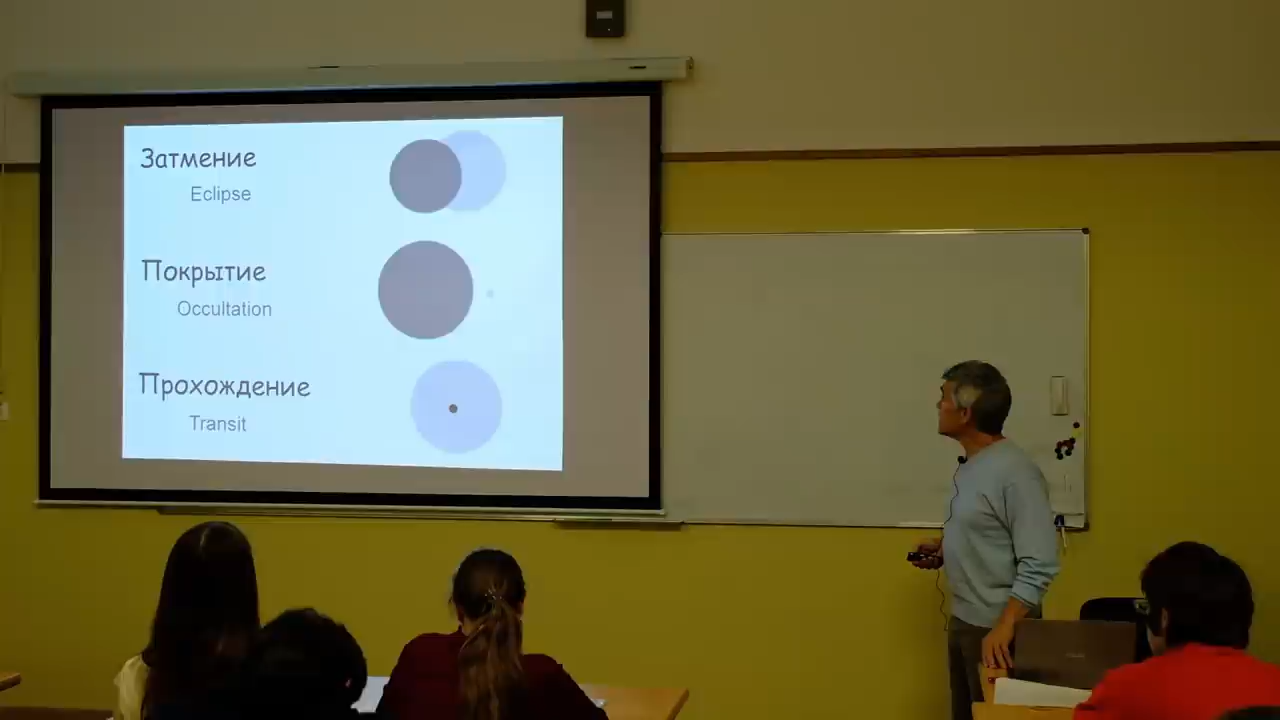 Затмение
Eclipse
Покрытие
Occultation
Прохождение
Transit